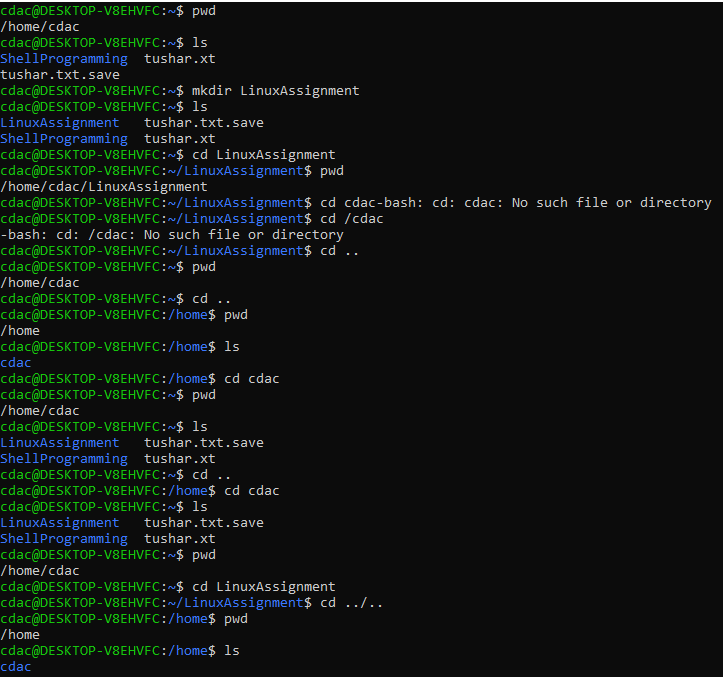 cdac@DESKTOP-V8EHVFC:~$ pwd
/home/cdac
cdac@DESKTOP-V8EHVFC:~$ ls
ShellProgramming  tushar.xt
tushar.txt.save
cdac@DESKTOP-V8EHVFC:~$ mkdir LinuxAssignment
cdac@DESKTOP-V8EHVFC:~$ ls
LinuxAssignment   tushar.txt.save
ShellProgramming  tushar.xt
cdac@DESKTOP-V8EHVFC:~$ cd LinuxAssignment
cdac@DESKTOP-V8EHVFC:~/LinuxAssignment$ pwd
/home/cdac/LinuxAssignment
cdac@DESKTOP-V8EHVFC:~/LinuxAssignment$ cd cdac-bash: cd: cdac: No such file or directory
cdac@DESKTOP-V8EHVFC:~/LinuxAssignment$ cd /cdac
-bash: cd: /cdac: No such file or directory
cdac@DESKTOP-V8EHVFC:~/LinuxAssignment$ cd ..
cdac@DESKTOP-V8EHVFC:~$ pwd
/home/cdac
cdac@DESKTOP-V8EHVFC:~$ cd ..
cdac@DESKTOP-V8EHVFC:/home$ pwd
/home
cdac@DESKTOP-V8EHVFC:/home$ ls
cdac
cdac@DESKTOP-V8EHVFC:/home$ cd cdac
cdac@DESKTOP-V8EHVFC:~$ pwd
/home/cdac
cdac@DESKTOP-V8EHVFC:~$ ls
LinuxAssignment   tushar.txt.save
ShellProgramming  tushar.xt
cdac@DESKTOP-V8EHVFC:~$ cd ..
cdac@DESKTOP-V8EHVFC:/home$ cd cdac
cdac@DESKTOP-V8EHVFC:~$ ls
LinuxAssignment   tushar.txt.save
ShellProgramming  tushar.xt
cdac@DESKTOP-V8EHVFC:~$ pwd
/home/cdac
cdac@DESKTOP-V8EHVFC:~$ cd LinuxAssignment
cdac@DESKTOP-V8EHVFC:~/LinuxAssignment$ cd ../..
cdac@DESKTOP-V8EHVFC:/home$ pwd
/home
cdac@DESKTOP-V8EHVFC:/home$ ls
cdac